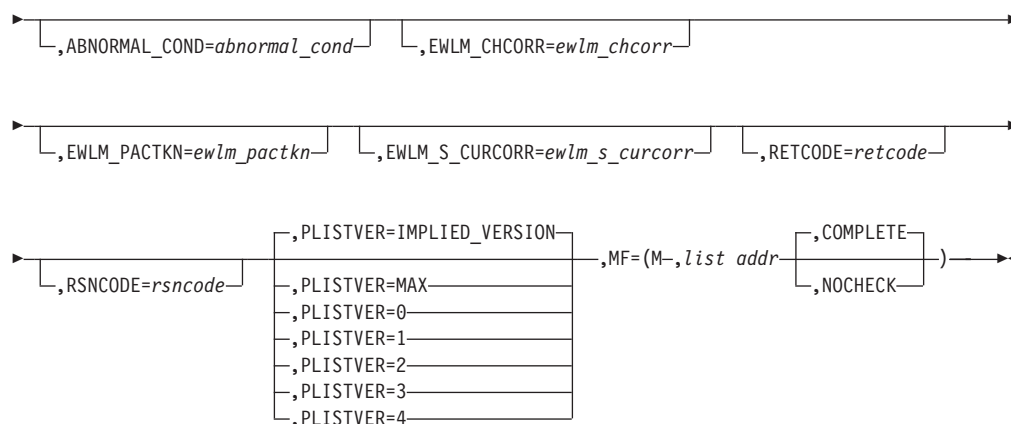 ,ABNORMAL_COND=abnormal_cond ,EWLM_CHCORR=ewlm_chcorr
,EWLM_PACTKN=ewlm_pactkn ,EWLM_S_CURCORR=ewlm_s_curcorr ,RETCODE=retcode
,PLISTVER=IMPLIED_VERSION ,COMPLETE
,RSNCODE=rsncode ,MF=(M ,list addr )
,PLISTVER=MAX ,NOCHECK
,PLISTVER=0
,PLISTVER=1
,PLISTVER=2
,PLISTVER=3
,PLISTVER=4